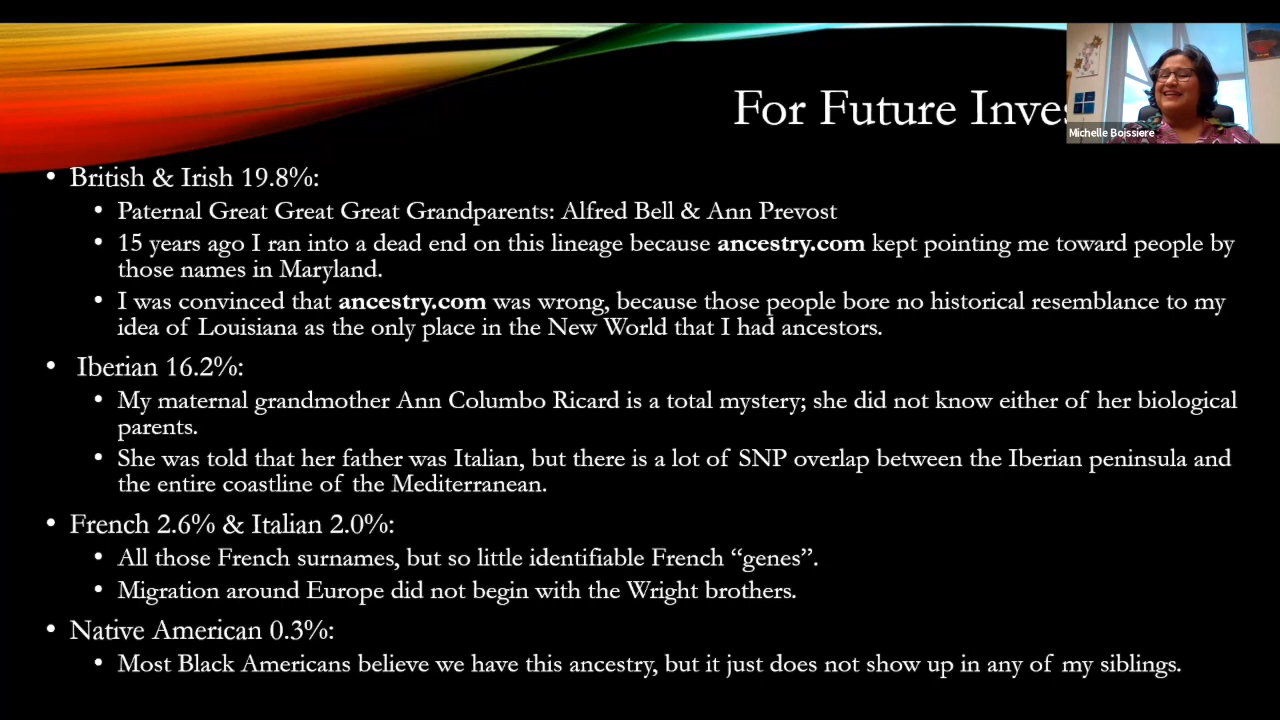 For Future Inves
Michelle Boissiere
• British & Irish 19.8%:
• Paternal Great Great Great Grandparents: Alfred Bell & Ann Prevost
• 15 years ago I ran into a dead end on this lineage because ancestry.com kept pointing me toward people by
those names in Maryland.
• I was convinced that ancestry.com was wrong, because those people bore no historical resemblance to my
idea of Louisiana as the only place in the New World that I had ancestors.
• Iberian 16.2%:
• My maternal grandmother Ann Columbo Ricard is a total mystery; she did not know either of her biological
parents.
• She was told that her father was Italian, but there is a lot of SNP overlap between the Iberian peninsula and
the entire coastline of the Mediterranean.
• French 2.6% & Italian 2.0%:
• All those French surnames, but so little identifiable French “genes”.
• Migration around Europe did not begin with the Wright brothers.
• Native American 0.3%:
• Most Black Americans believe we have this ancestry, but it just does not show up in any of my siblings.